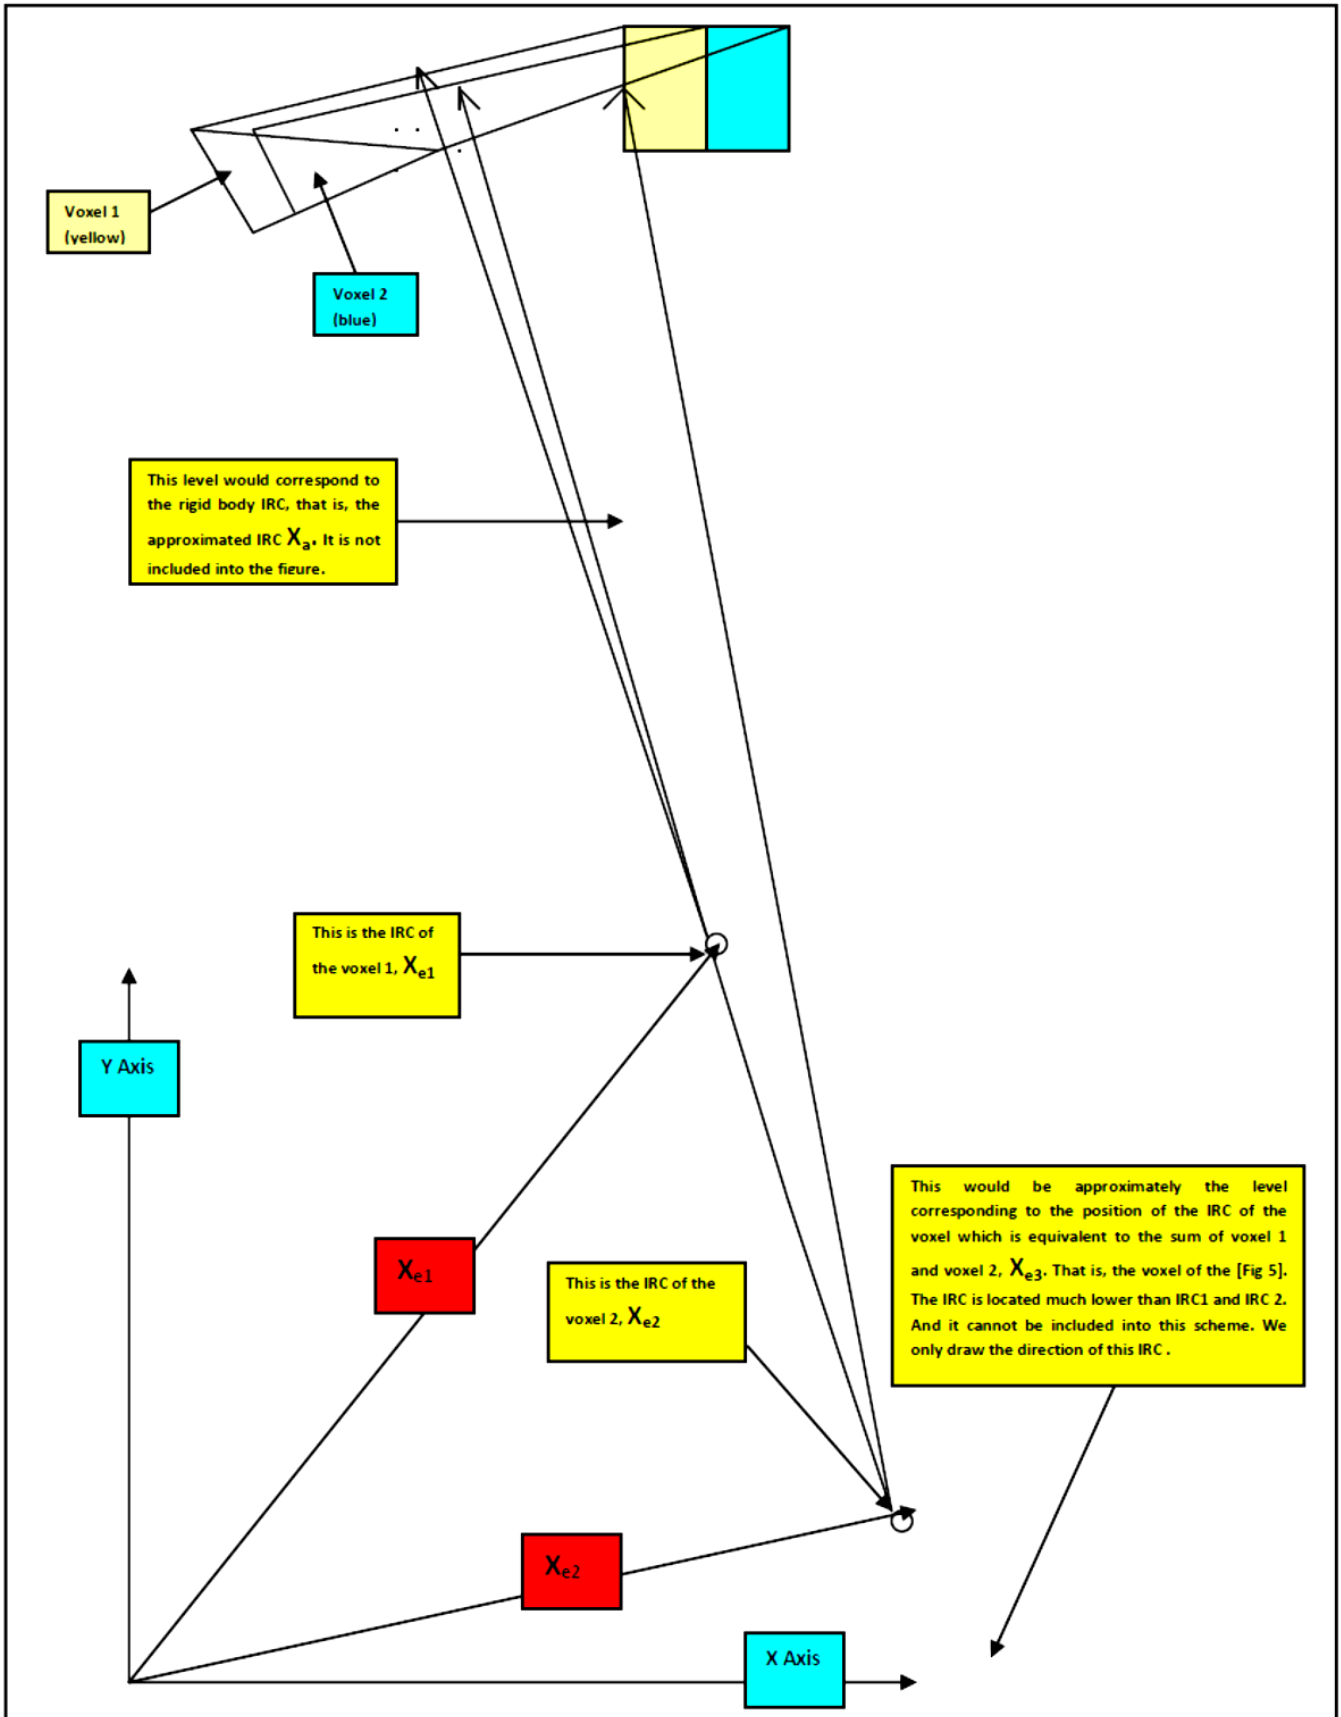 Voxel 1
(yellow)
Voxel 2
(blue)
This level would correspond to
the rigid body IRC, that is, the
approximated IRC Xa. It is not
included into the figure.
This is the IRC of
the voxel 1, Xe1
Y Axis
This would be approximately the level
corresponding to the position of the IRC of the
voxel which is equivalent to the sum of voxel 1
and voxel 2, Xe3. That is, the voxel of the [Fig 5].
The IRC is located much lower than IRC1 and IRC 2.
And it cannot be included into this scheme. We
only draw the direction of this IRC .
Xe1
This is the IRC of the
voxel 2, Xe2
Xe2
X Axis